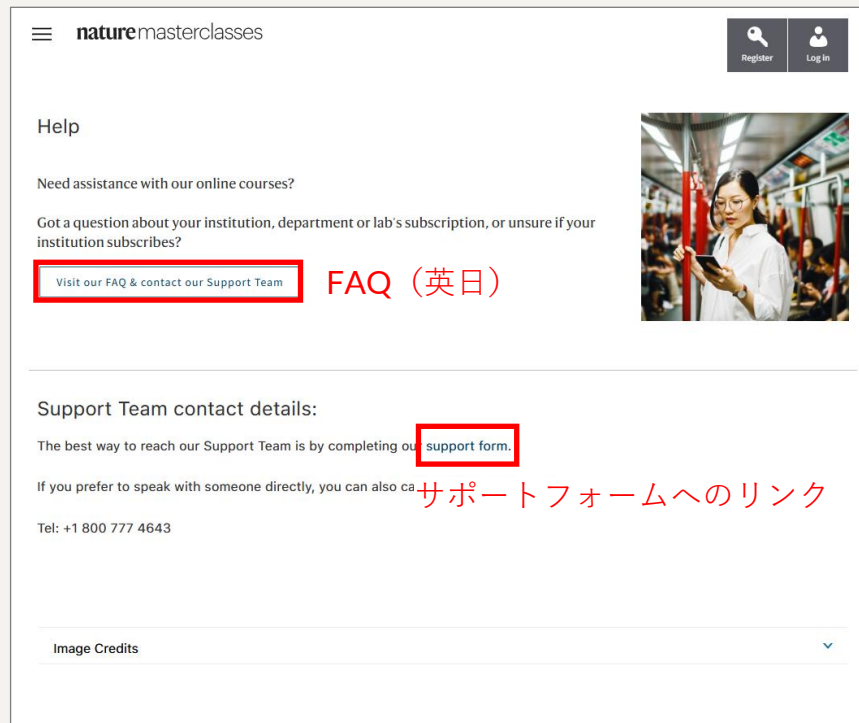 nature masterclasses
Register
Log in
Help
Need assistance with our online courses?
Got a question about your institution, department or lab's subscription, or unsure if your
institution subscribes?
Visit our FAQ & contact our Support Team
FAQ（英日）
Support Team contact details:
The best way to reach our Support Team is by completing our support form.
If you prefer to speak with someone directly, you can also
サポートフォームへのリンク
Tel: +1 800 777 4643
Image Credits